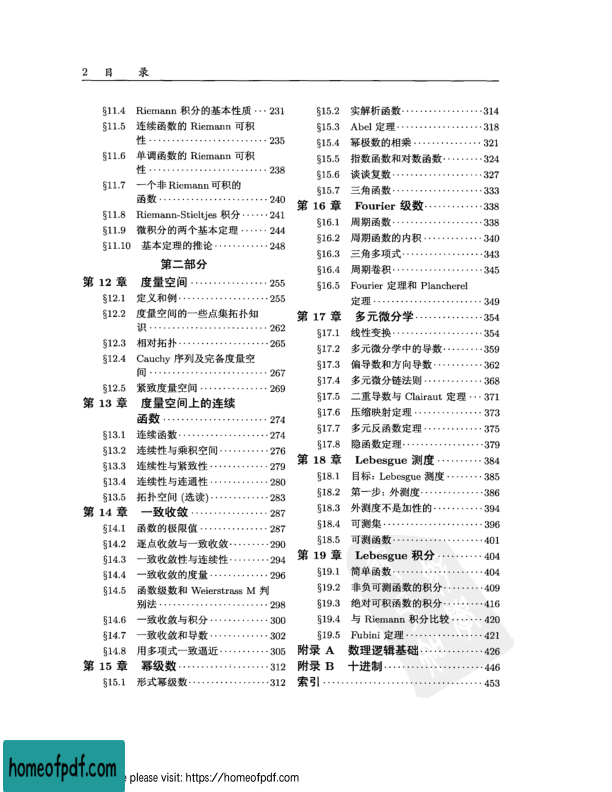 2 目 录
§11.4 Riemann 积分的基本性质 ··· 231
§11.5 连续函数的 Riemann 可积
性 ························· 235
§11.6 单调函数的 Riemann 可积
性 ························· 238
§11.7 一个非 Riemann 可积的
函数 ······················· 240
§11.8 Riemann-Stieltjes 积分 ······ 241
§11.9 微积分的两个基本定理 ······ 244
§11.10 基本定理的推论 ············ 248
第二部分
第 12 章 度量空间 ················ 255
§12.1 定义和例 ··················· 255
§12.2 度量空间的一些点集拓扑知
识 ························· 262
§12.3 相对拓扑 ··················· 265
§12.4 Cauchy 序列及完备度量空
间 ························· 267
§12.5 紧致度量空间 ·············· 269
第 13 章 度量空间上的连续
函数 ······················ 274
§13.1 连续函数 ··················· 274
§13.2 连续性与乘积空间 ·········· 276
§13.3 连续性与紧致性 ············ 279
§13.4 连续性与连通性 ············ 280
§13.5 拓扑空间 (选读) ············ 283
第 14 章 一致收敛 ················ 287
§14.1 函数的极限值 ·············· 287
§14.2 逐点收敛与一致收敛 ········ 290
§14.3 一致收敛性与连续性 ········ 294
§14.4 一致收敛的度量 ············ 296
§14.5 函数级数和 Weierstrass M 判
别法 ······················· 298
§14.6 一致收敛与积分 ············ 300
§14.7 一致收敛和导数 ············ 302
§14.8 用多项式一致逼近 ·········· 305
第 15 章 幂级数 ··················· 312
§15.1 形式幂级数 ················· 312
§15.2 实解析函数 ················· 314
§15.3 Abel 定理 ·················· 318
§15.4 幂极数的相乘 ·············· 321
§15.5 指数函数和对数函数 ········ 324
§15.6 谈谈复数 ··················· 327
§15.7 三角函数 ··················· 333
第 16 章 Fourier 级数 ············ 338
§16.1 周期函数 ··················· 338
§16.2 周期函数的内积 ············ 340
§16.3 三角多项式 ················· 343
§16.4 周期卷积 ··················· 345
§16.5 Fourier 定理和 Plancherel
定理 ······················· 349
第 17 章 多元微分学 ·············· 354
§17.1 线性变换 ··················· 354
§17.2 多元微分学中的导数 ········ 359
§17.3 偏导数和方向导数 ·········· 362
§17.4 多元微分链法则 ············ 368
§17.5 二重导数与 Clairaut 定理 ··· 371
§17.6 压缩映射定理 ·············· 373
§17.7 多元反函数定理 ············ 375
§17.8 隐函数定理 ················· 379
第 18 章 Lebesgue 测度 ·········· 384
§18.1 目标: Lebesgue 测度 ········ 385
§18.2 第一步: 外测度 ············· 386
§18.3 外测度不是加性的 ·········· 394
§18.4 可测集 ····················· 396
§18.5 可测函数 ··················· 401
第 19 章 Lebesgue 积分 ·········· 404
§19.1 简单函数 ··················· 404
§19.2 非负可测函数的积分 ········ 409
§19.3 绝对可积函数的积分 ········ 416
§19.4 与 Riemann 积分比较 ······· 420
§19.5 Fubini 定理 ················ 421
附录 A 数理逻辑基础 ············· 426
附录 B 十进制 ····················· 446
索引 ································· 453
homeofpdf.com
please visit: https://homeofpdf.com